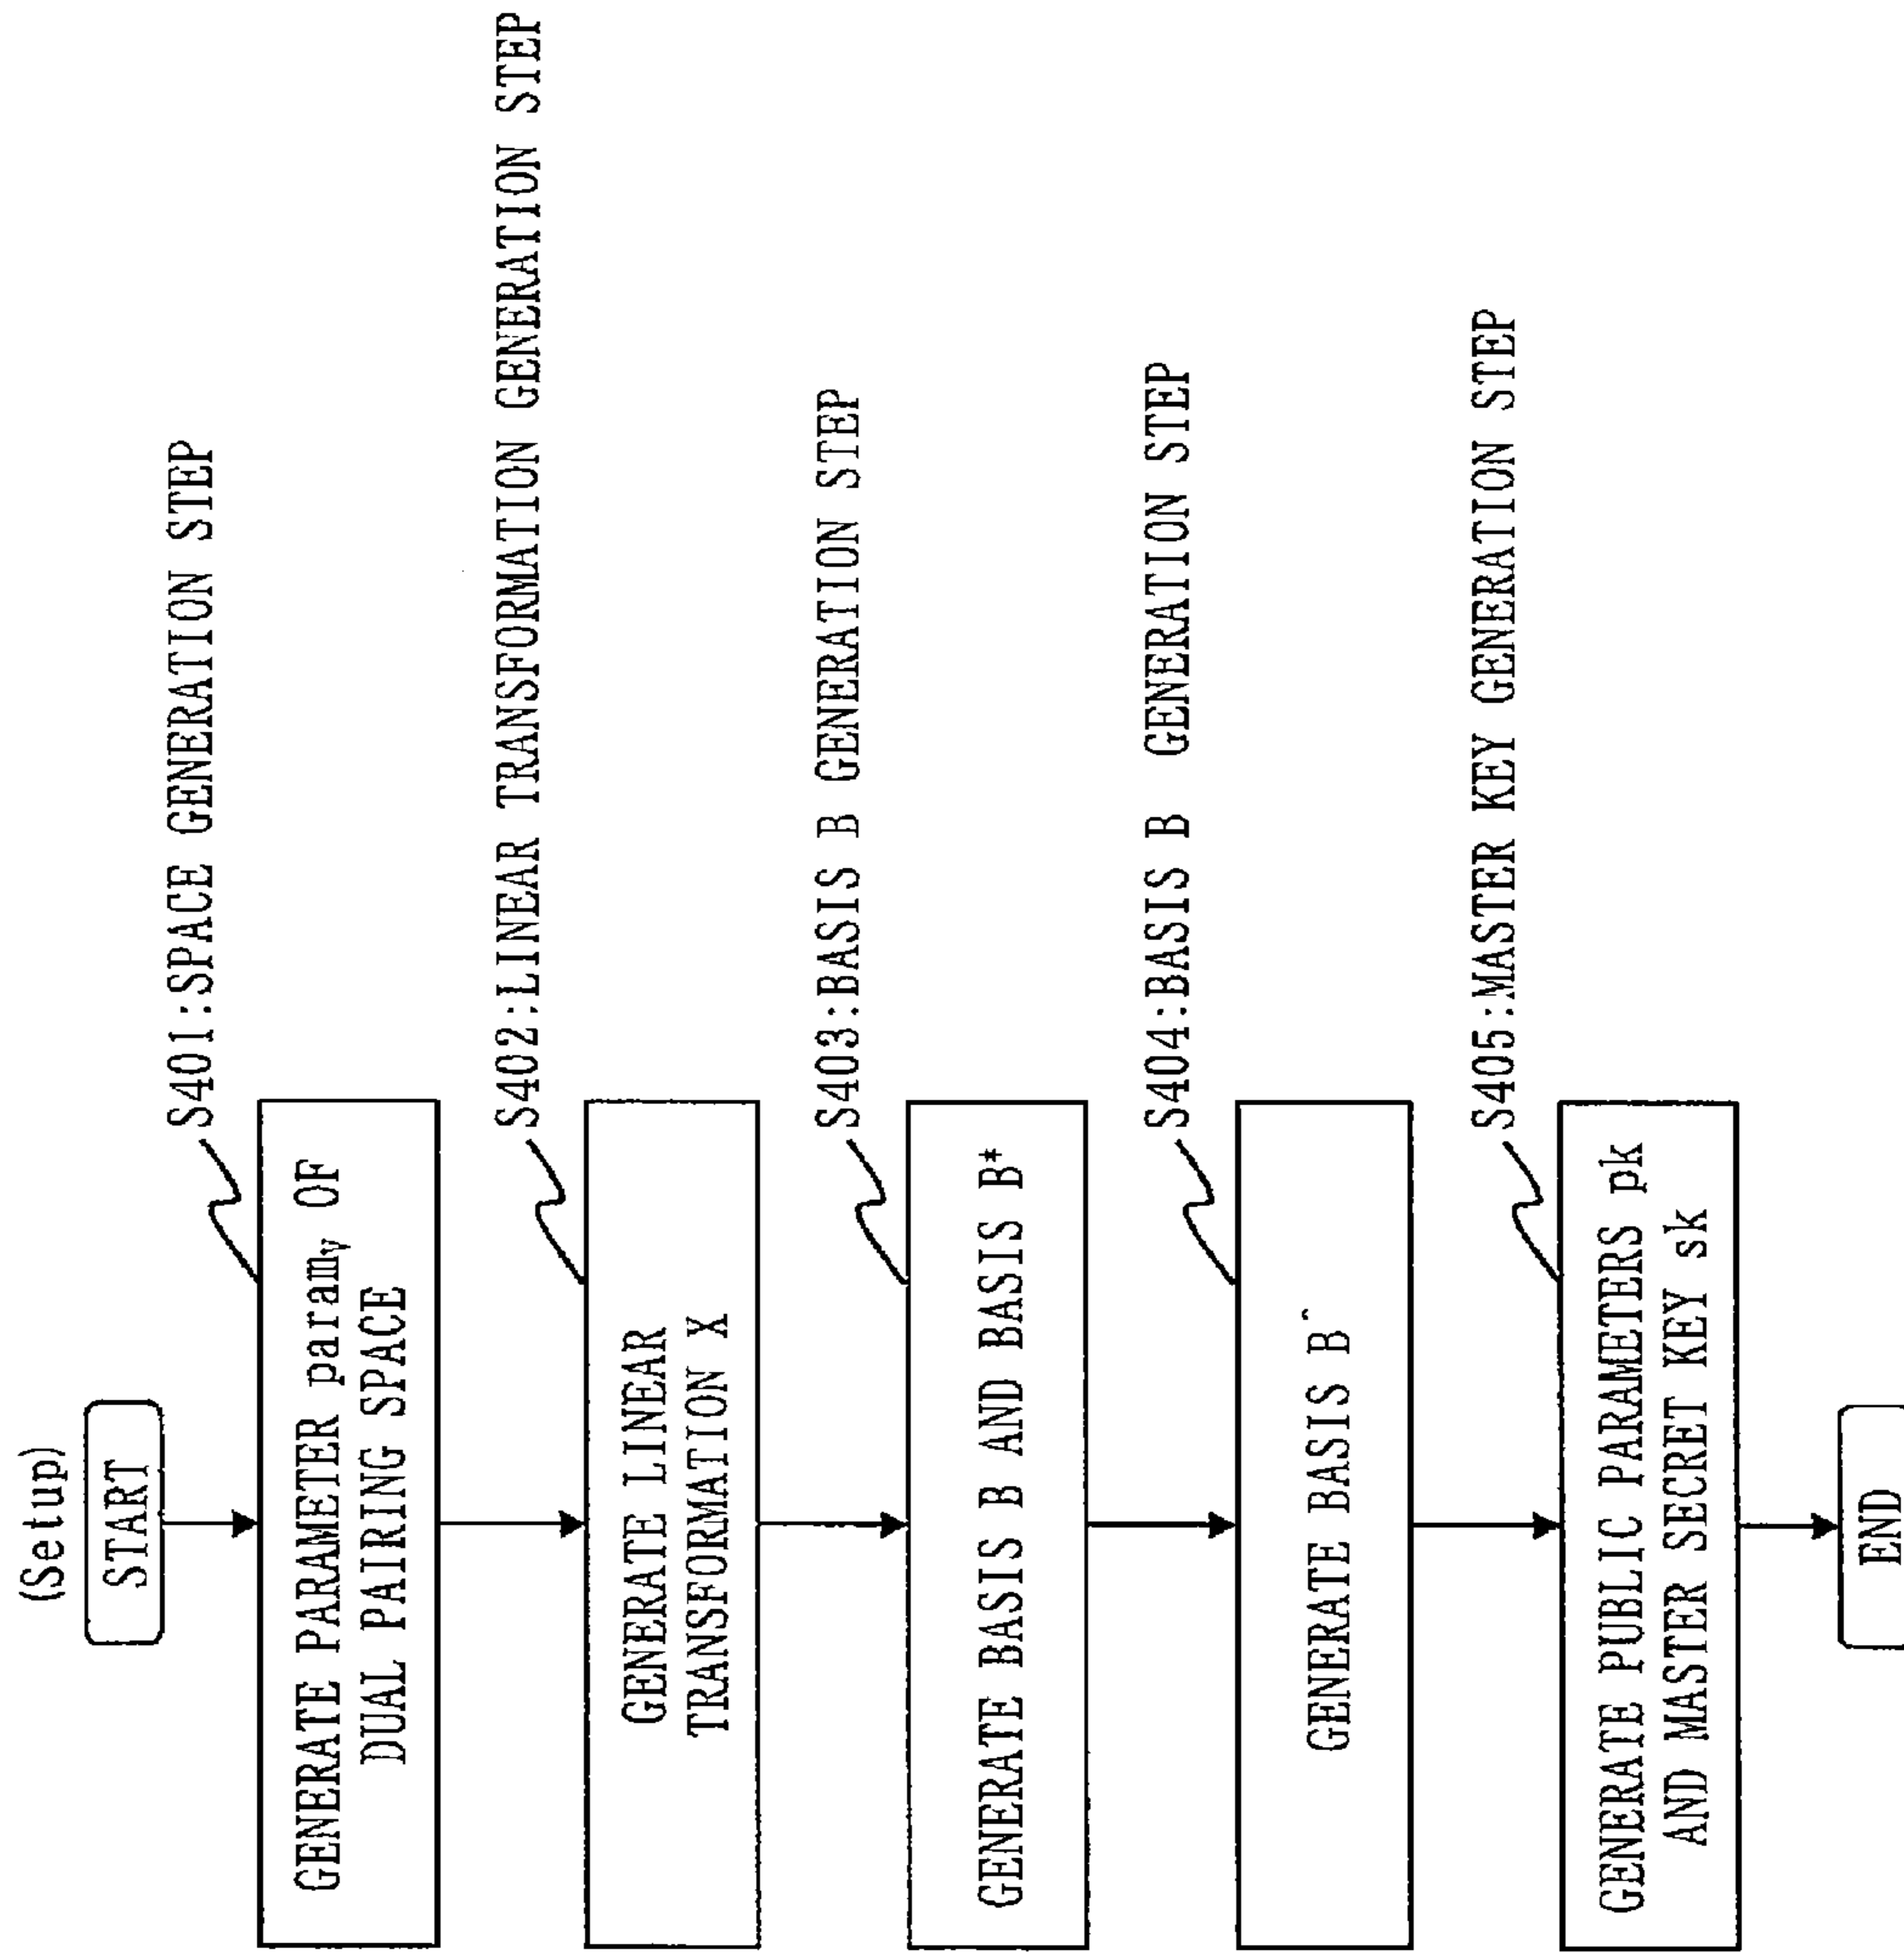 (Setup)
START
S401:SPACE GENERATION STEP
GENERATE PARAMETER param_V OF
DUAL PAIRING SPACE
S402:LINEAR TRANSFORMATION GENERATION STEP
GENERATE LINEAR
TRANSFORMATION X
S403:BASIS B GENERATION STEP
GENERATE BASIS B AND BASIS B*
S404:BASIS B GENERATION STEP
GENERATE BASIS Bˆ
S405:MASTER KEY GENERATION STEP
GENERATE PUBLIC PARAMETERS pk
AND MASTER SECRET KEY sk
END